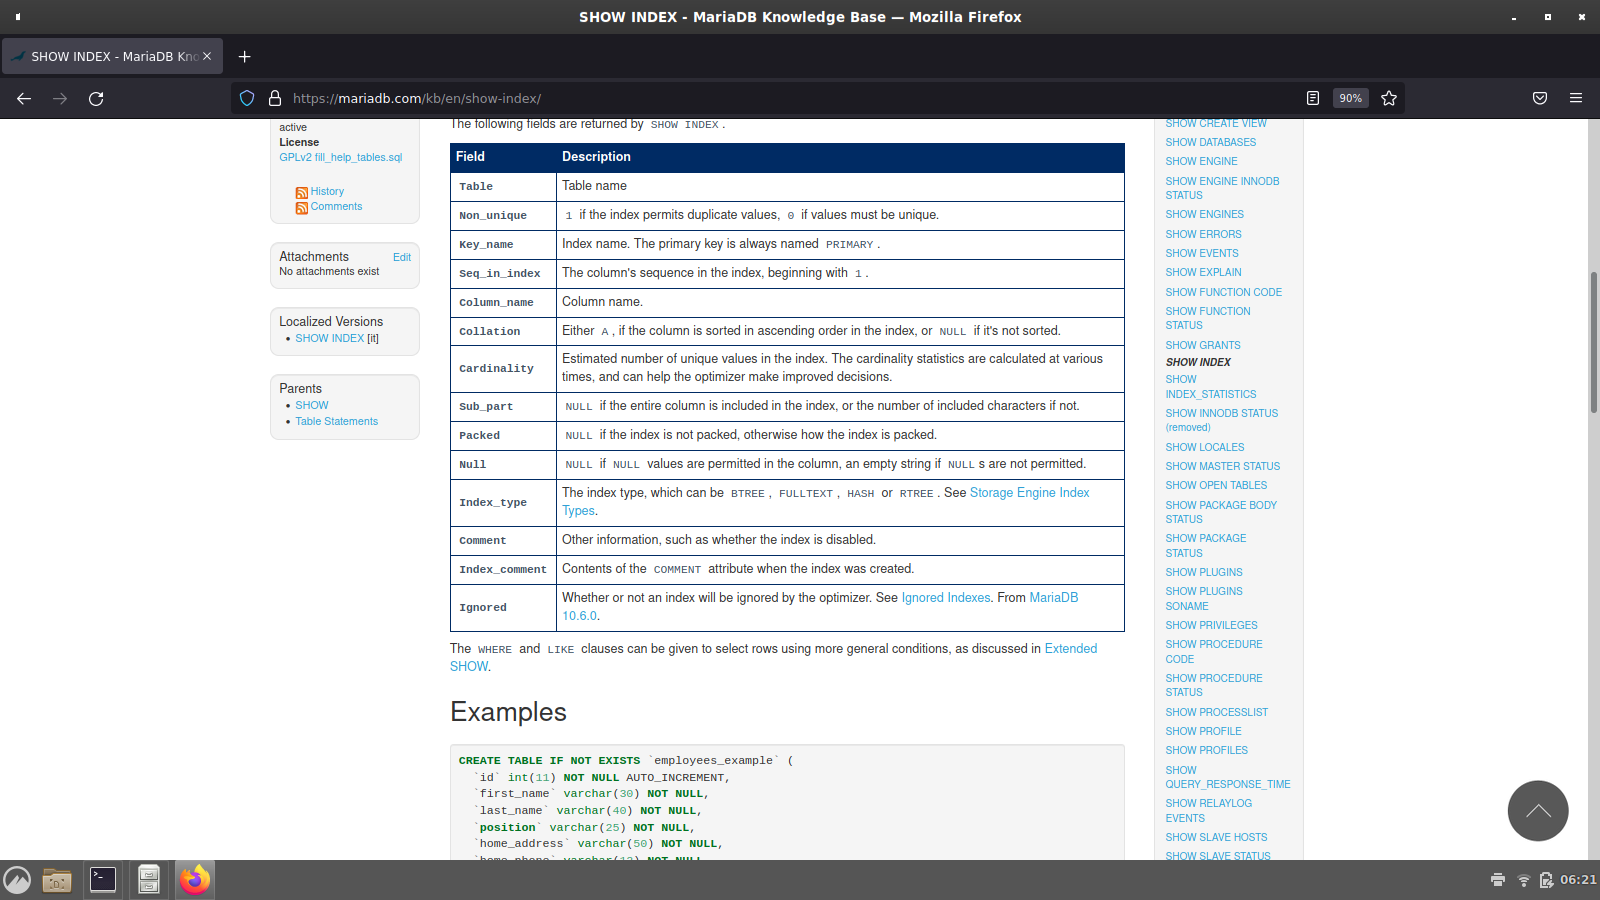 SHOW INDEX - MariaDB Knowledge Base — Mozilla Firefox
SHOW INDEX - MariaDB Kno
https://mariadb.com/kb/en/show-index/
90%
active
License
GPLv2 fill_help_tables.sql
History
Comments
Attachments Edit
No attachments exist
Localized Versions
• SHOW INDEX [it]
Parents
• SHOW
• Table Statements
The following fields are returned by SHOW INDEX.
Field Description
Table Table name
Non_unique 1 if the index permits duplicate values, 0 if values must be unique.
Key_name Index name. The primary key is always named PRIMARY.
Seq_in_index The column's sequence in the index, beginning with 1.
Column_name Column name.
Collation Either A, if the column is sorted in ascending order in the index, or NULL if it's not sorted.
Cardinality Estimated number of unique values in the index. The cardinality statistics are calculated at various
times, and can help the optimizer make improved decisions.
Sub_part NULL if the entire column is included in the index, or the number of included characters if not.
Packed NULL if the index is not packed, otherwise how the index is packed.
Null NULL if NULL values are permitted in the column, an empty string if NULLs are not permitted.
Index_type The index type, which can be BTREE, FULLTEXT, HASH or RTREE. See Storage Engine Index
Types.
Comment Other information, such as whether the index is disabled.
Index_comment Contents of the COMMENT attribute when the index was created.
Ignored Whether or not an index will be ignored by the optimizer. See Ignored Indexes. From MariaDB
10.6.0.
The WHERE and LIKE clauses can be given to select rows using more general conditions, as discussed in Extended
SHOW.
Examples
CREATE TABLE IF NOT EXISTS `employees_example` (
`id` int(11) NOT NULL AUTO_INCREMENT,
`first_name` varchar(30) NOT NULL,
`last_name` varchar(40) NOT NULL,
`position` varchar(25) NOT NULL,
`home_address` varchar(50) NOT NULL,
`home_phone` varchar(12) NOT NULL,
SHOW CREATE VIEW
SHOW DATABASES
SHOW ENGINE
SHOW ENGINE INNODB
STATUS
SHOW ENGINES
SHOW ERRORS
SHOW EVENTS
SHOW EXPLAIN
SHOW FUNCTION CODE
SHOW FUNCTION
STATUS
SHOW GRANTS
SHOW INDEX
SHOW
INDEX_STATISTICS
SHOW INNODB STATUS
(removed)
SHOW LOCALES
SHOW MASTER STATUS
SHOW OPEN TABLES
SHOW PACKAGE BODY
STATUS
SHOW PACKAGE
STATUS
SHOW PLUGINS
SHOW PLUGINS
SONAME
SHOW PRIVILEGES
SHOW PROCEDURE
CODE
SHOW PROCEDURE
STATUS
SHOW PROCESSLIST
SHOW PROFILE
SHOW PROFILES
SHOW
QUERY_RESPONSE_TIME
SHOW RELAYLOG
EVENTS
SHOW SLAVE HOSTS
SHOW SLAVE STATUS
06:21